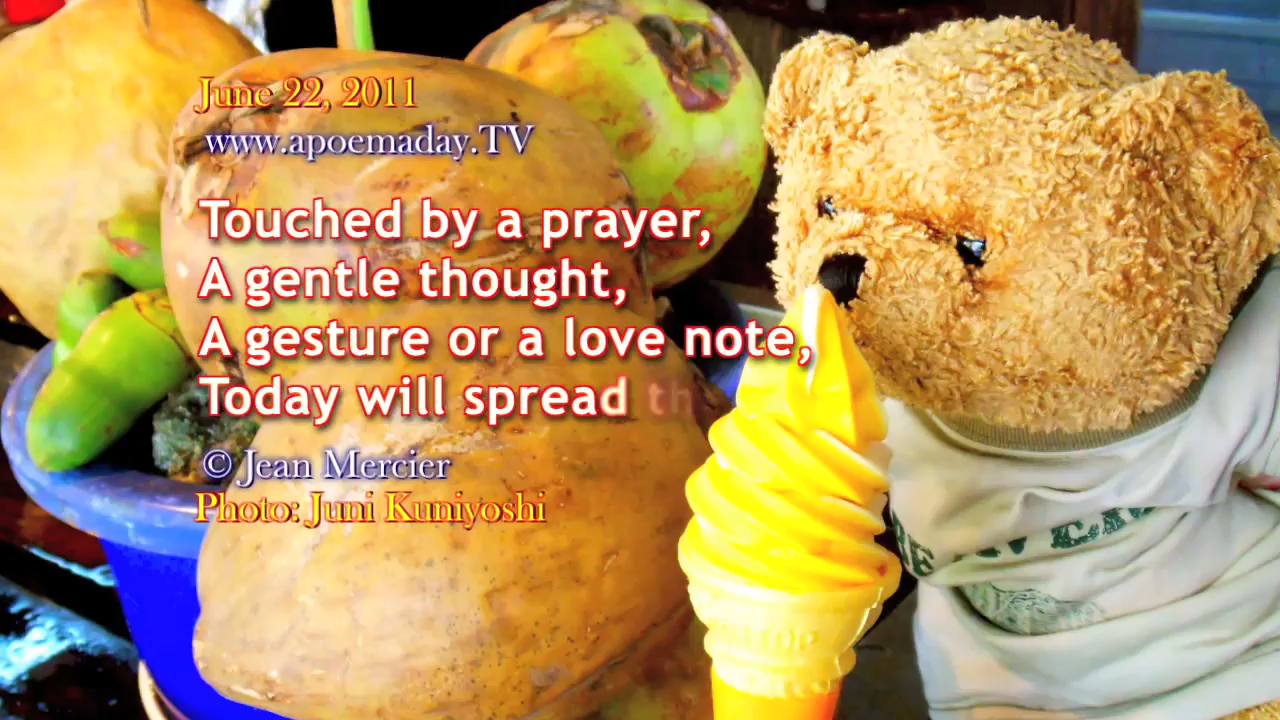 June 22, 2011
www.apoemaday.TV
Touched by a prayer,
A gentle thought,
A gesture or a love note,
Today will spread th
© Jean Mercier
Photo: Juni Kuniyoshi